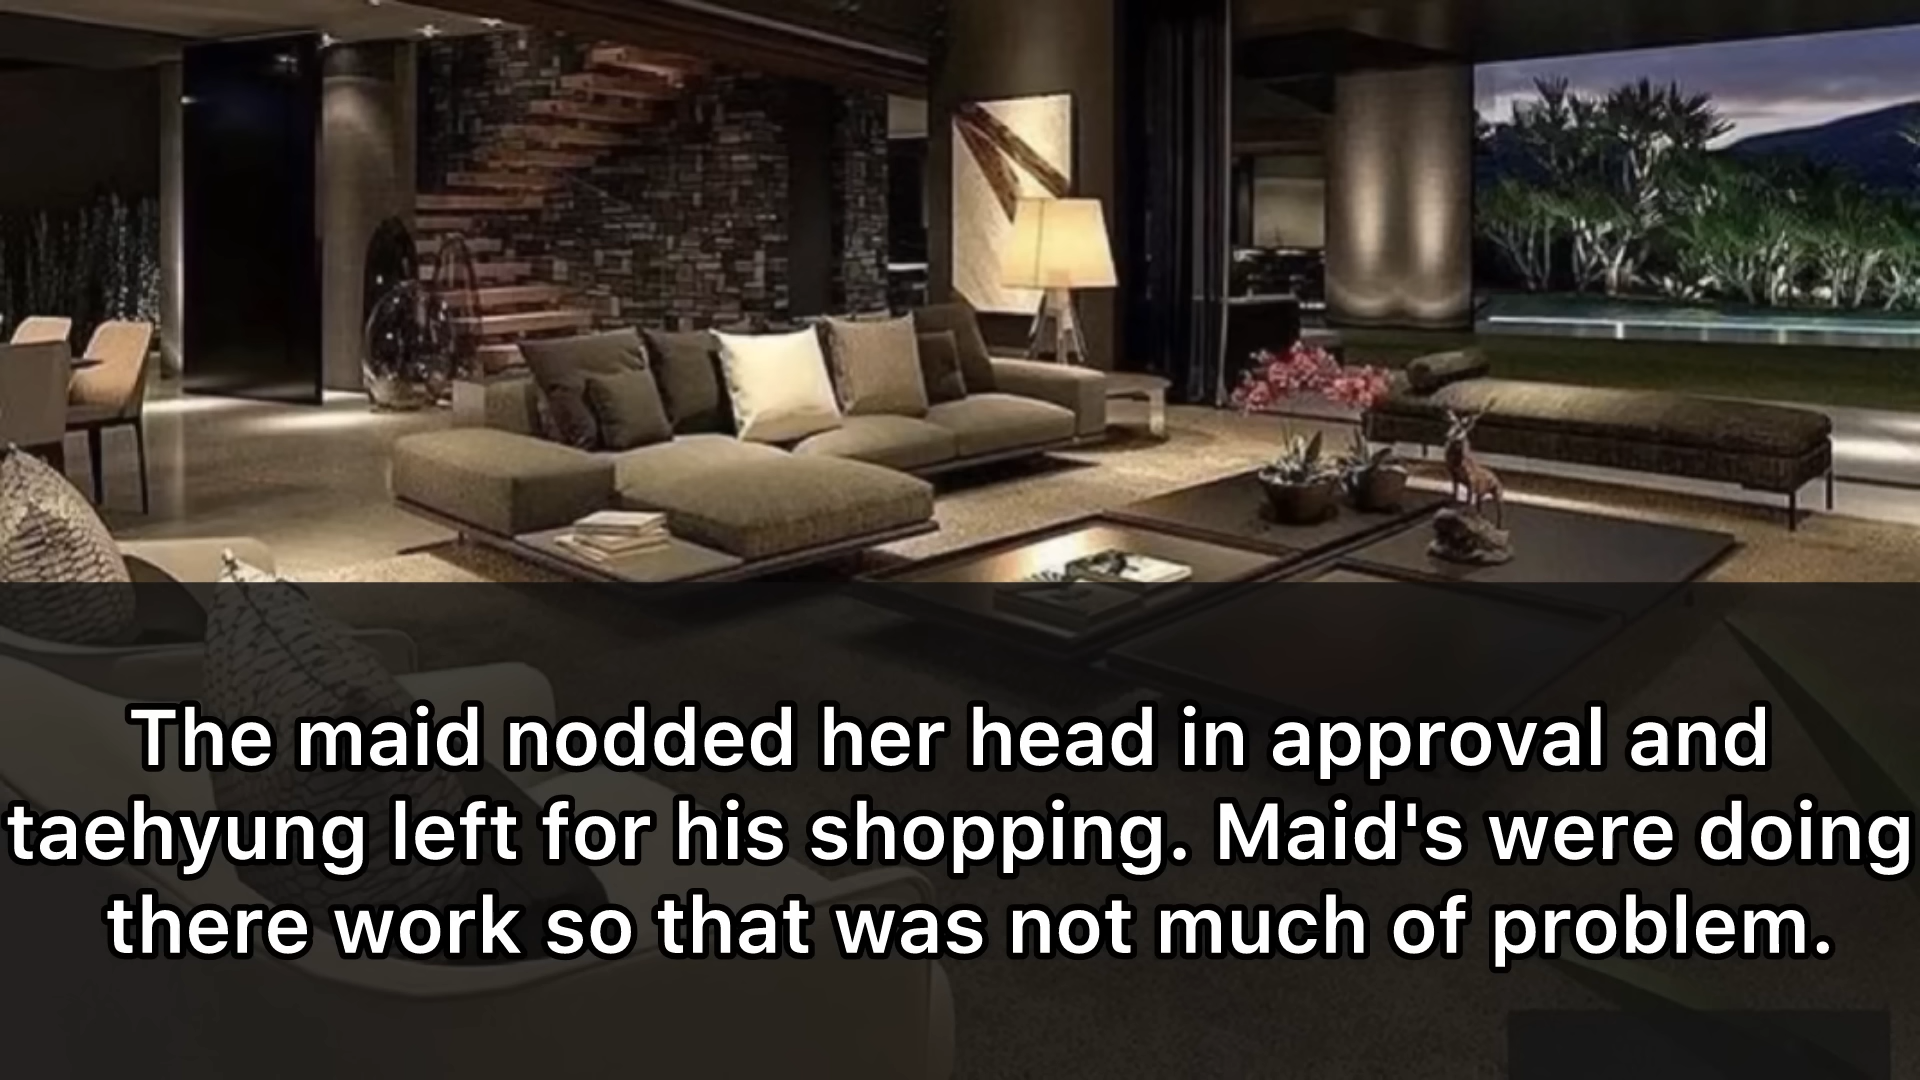 The maid nodded her head in approval and
taehyung left for his shopping. Maid's were doing
there work so that was not much of problem.